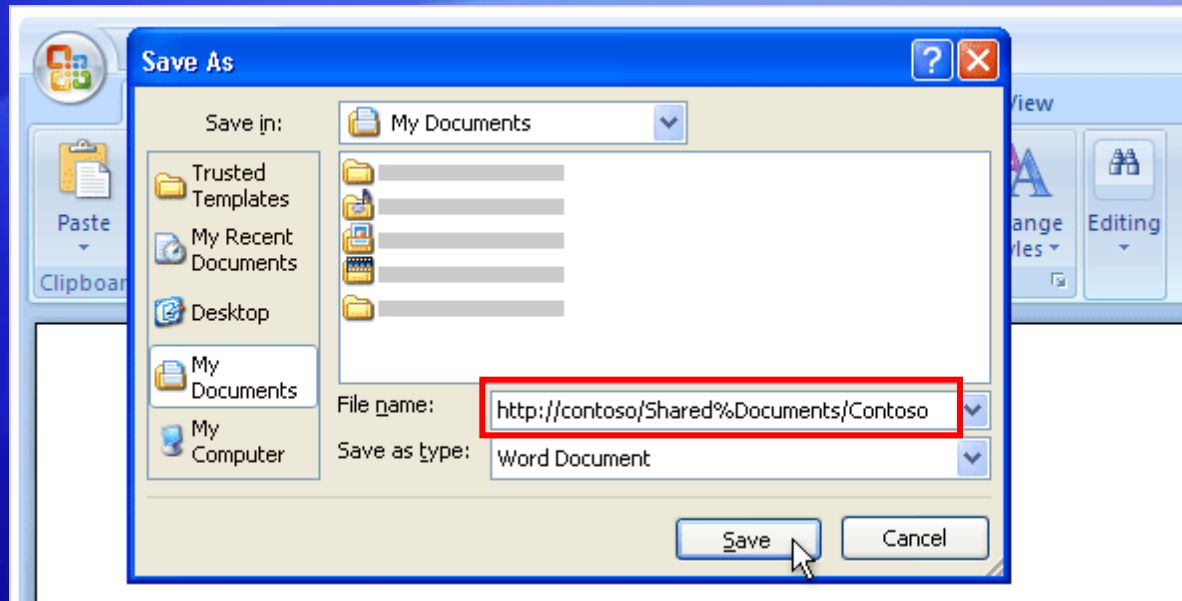 Save As
?
View
Save in:
My Documents
Trusted
Templates
My Recent
Documents
Desktop
My
Documents
My
Computer
File name:
http://contoso/Shared%Documents/Contoso
Save as type:
Word Document
Save
Cancel
Paste
Clipboar
ange
yles
Editing